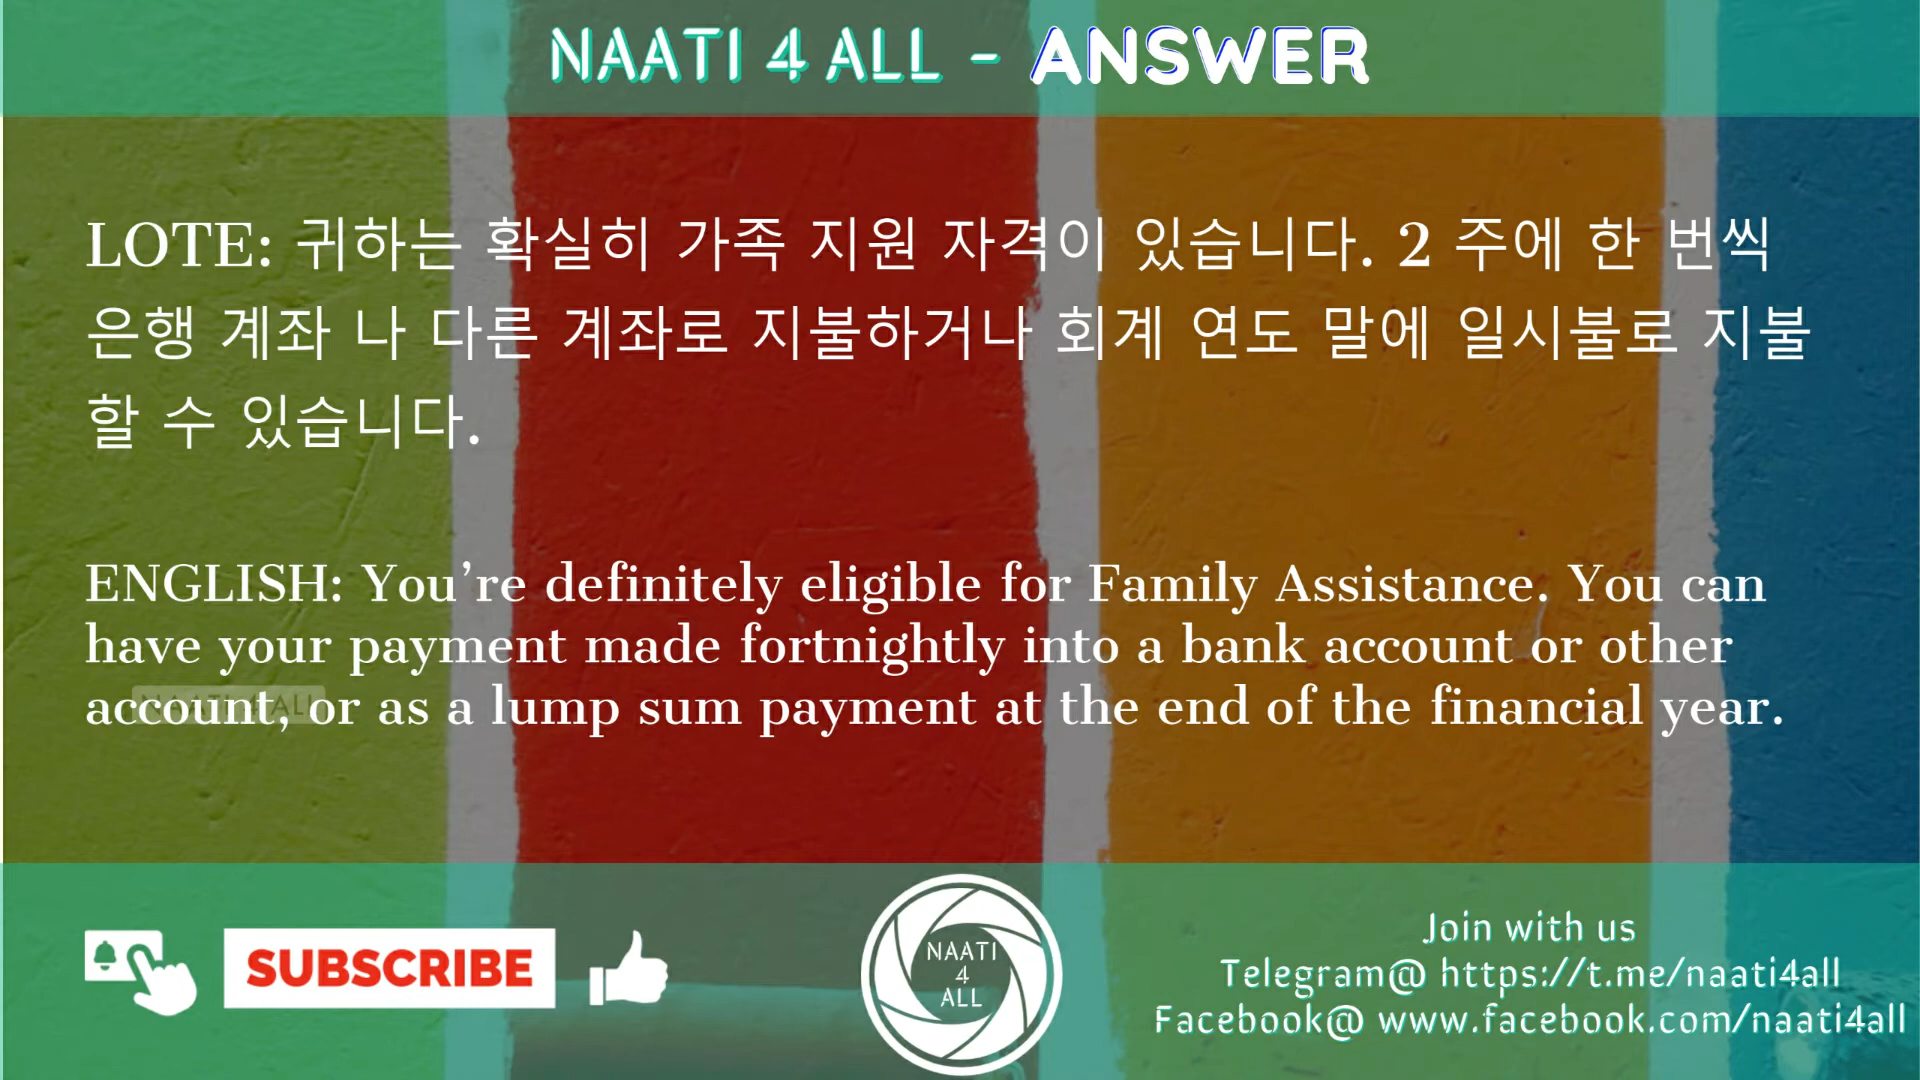 NAATI 4 ALL - ANSWER
LOTE: 귀하는 확실히 가족 지원 자격이 있습니다. 2 주에 한 번씩
은행 계좌 나 다른 계좌로 지불하거나 회계 연도 말에 일시불로 지불
할 수 있습니다.
ENGLISH: You’re definitely eligible for Family Assistance. You can
have your payment made fortnightly into a bank account or other
account, or as a lump sum payment at the end of the financial year.
NAATI 4 ALL
SUBSCRIBE
NAATI
4
ALL
Join with us
Telegram@ https://t.me/naati4all
Facebook@ www.facebook.com/naati4all